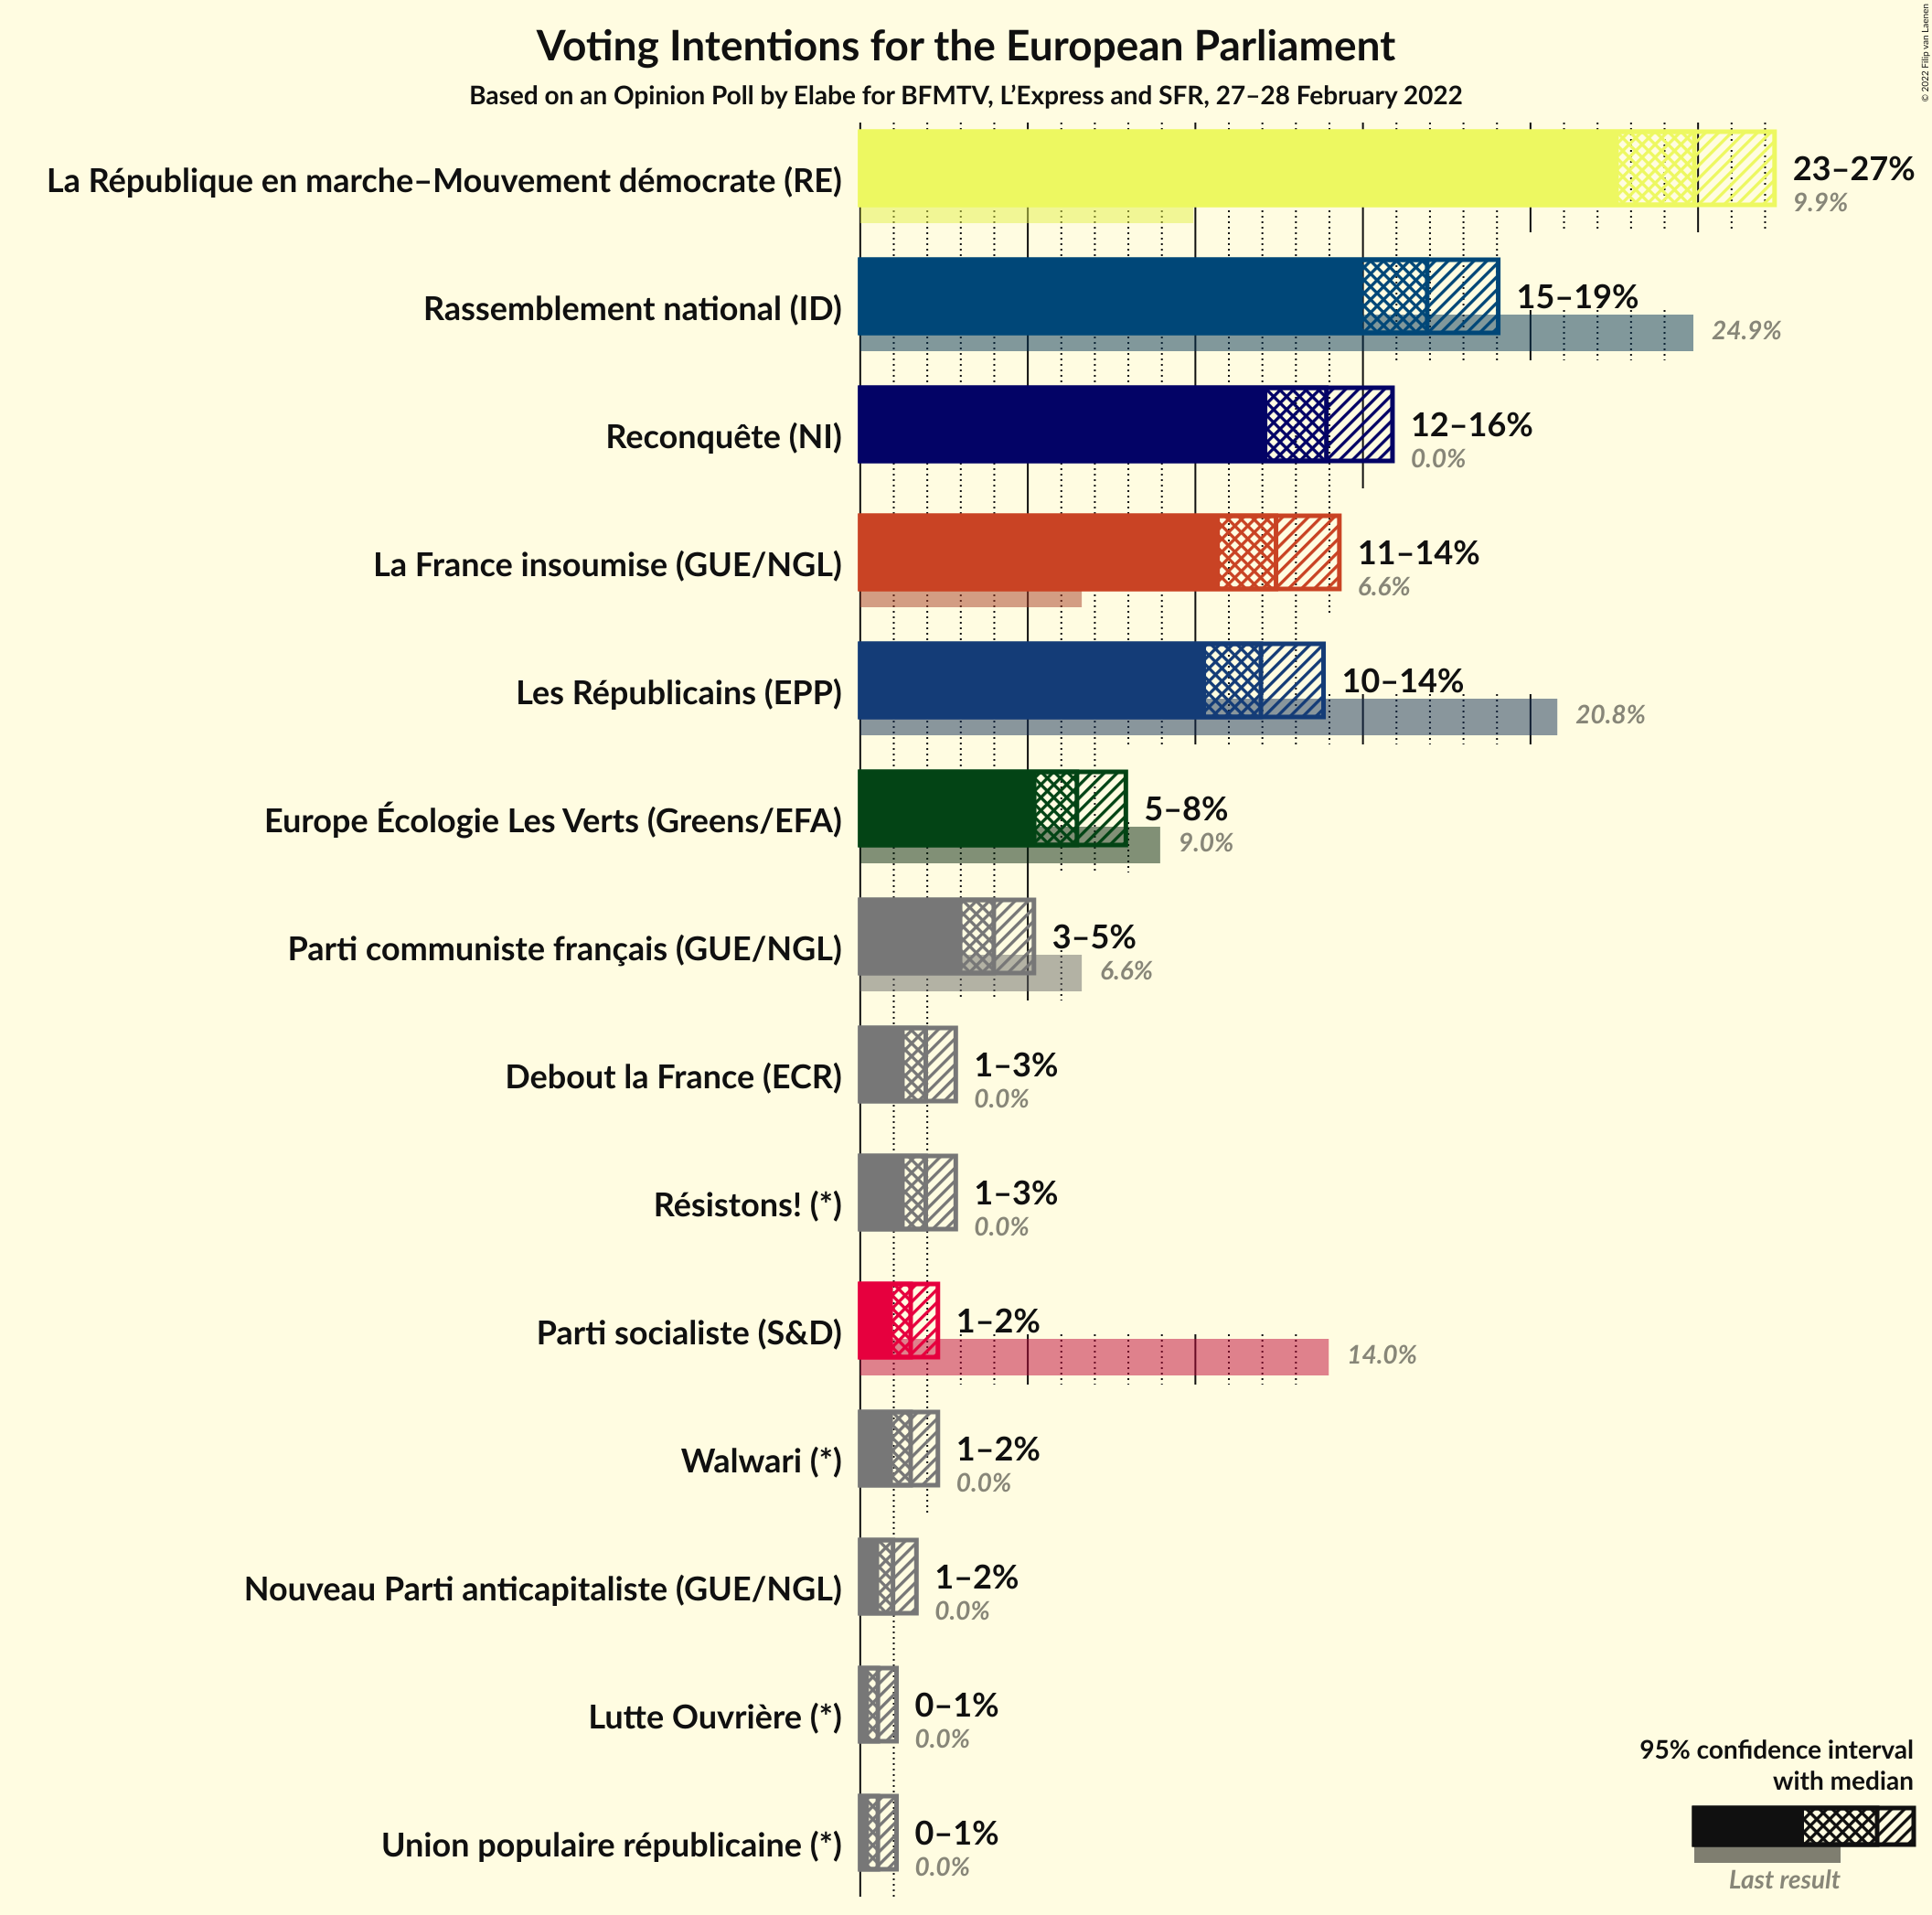 Voting Intentions for the European Parliament
Based on an Opinion Poll by Elabe for BFMTV, L’Express and SFR, 27–28 February 2022
© 2022 Filip van Laenen
La République en marche–Mouvement démocrate (RE)
23–27%
9.9%
Rassemblement national (ID)
15–19%
24.9%
Reconquête (NI)
12–16%
0.0%
La France insoumise (GUE/NGL)
11–14%
6.6%
Les Républicains (EPP)
10–14%
20.8%
Europe Écologie Les Verts (Greens/EFA)
5–8%
9.0%
Parti communiste français (GUE/NGL)
3–5%
6.6%
Debout la France (ECR)
1–3%
0.0%
Résistons! (*)
1–3%
0.0%
Parti socialiste (S&D)
1–2%
14.0%
Walwari (*)
1–2%
0.0%
Nouveau Parti anticapitaliste (GUE/NGL)
1–2%
0.0%
Lutte Ouvrière (*)
0–1%
0.0%
Union populaire républicaine (*)
0–1%
0.0%
95% confidence interval
with median
Last result